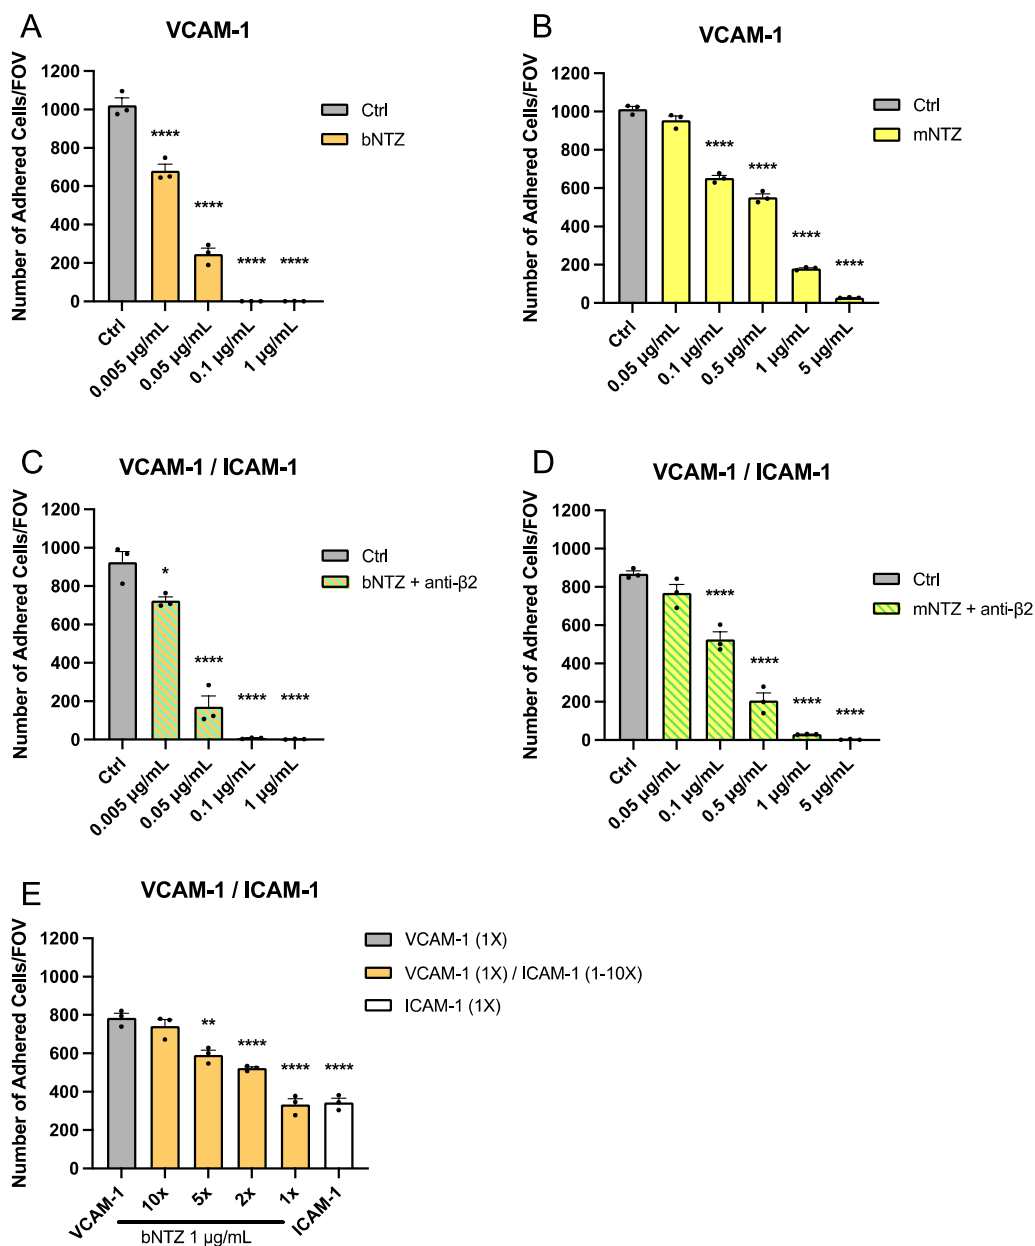 A
VCAM-1
Number of Adhered Cells/FOV
1200
1000
800
600
400
200
0
****
****
****
****
Ctrl
0.005 µg/mL
0.05 µg/mL
0.1 µg/mL
1 µg/mL
Ctrl
bNTZ
B
VCAM-1
Number of Adhered Cells/FOV
1200
1000
800
600
400
200
0
****
****
****
****
Ctrl
0.05 µg/mL
0.1 µg/mL
0.5 µg/mL
1 µg/mL
5 µg/mL
Ctrl
mNTZ
C
VCAM-1 / ICAM-1
Number of Adhered Cells/FOV
1200
1000
800
600
400
200
0
*
****
****
****
Ctrl
0.005 µg/mL
0.05 µg/mL
0.1 µg/mL
1 µg/mL
Ctrl
bNTZ + anti-β2
D
VCAM-1 / ICAM-1
Number of Adhered Cells/FOV
1200
1000
800
600
400
200
0
****
****
****
****
Ctrl
0.05 µg/mL
0.1 µg/mL
0.5 µg/mL
1 µg/mL
5 µg/mL
Ctrl
mNTZ + anti-β2
E
VCAM-1 / ICAM-1
Number of Adhered Cells/FOV
1200
1000
800
600
400
200
0
**
****
****
****
VCAM-1
10x
5x
2x
1x
ICAM-1
bNTZ 1 µg/mL
VCAM-1 (1X)
VCAM-1 (1X) / ICAM-1 (1-10X)
ICAM-1 (1X)